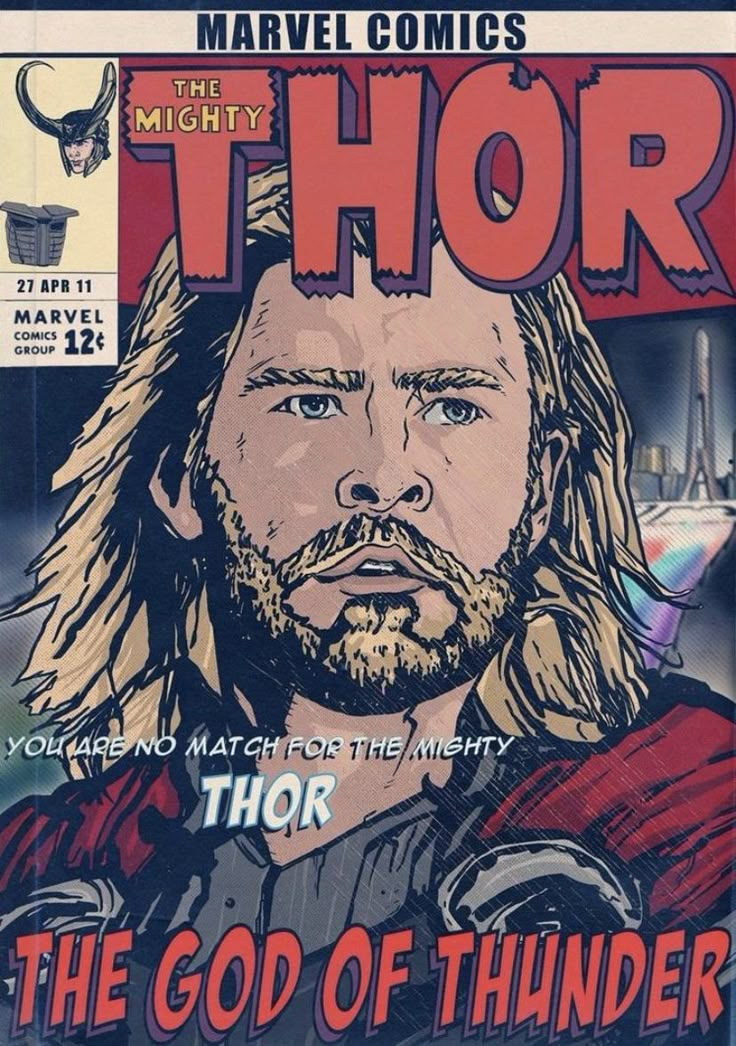 MARVEL COMICS
THE
MIGHTY
THOR
27 APR 11
MARVEL
COMICS
GROUP 12¢
YOU ARE NO MATCH FOR THE MIGHTY
THOR
THE GOD OF THUNDER